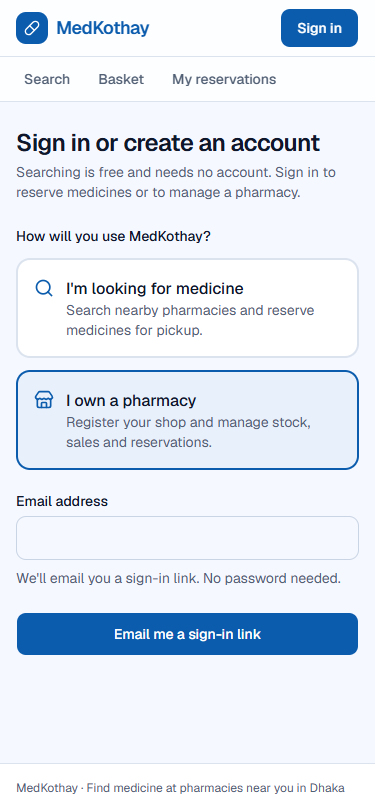 MedKothay
Sign in
Search
Basket
My reservations
Sign in or create an account
Searching is free and needs no account. Sign in to
reserve medicines or to manage a pharmacy.
How will you use MedKothay?
I'm looking for medicine
Search nearby pharmacies and reserve
medicines for pickup.
I own a pharmacy
Register your shop and manage stock,
sales and reservations.
Email address
We'll email you a sign-in link. No password needed.
Email me a sign-in link
MedKothay · Find medicine at pharmacies near you in Dhaka